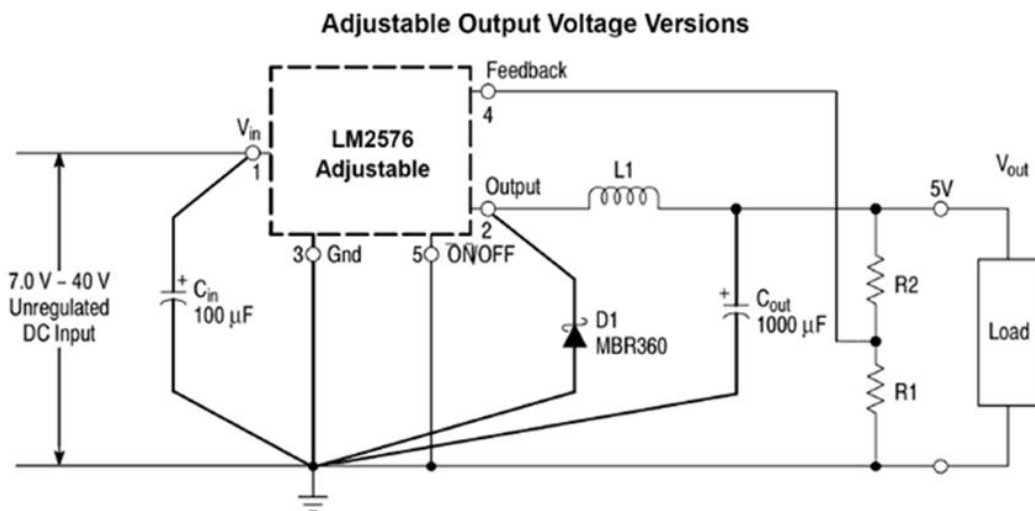 Adjustable Output Voltage Versions
Feedback
4
Vin
1
LM2576
Adjustable
Output
2
L1
Vout
5V
3
Gnd
5
ON/OFF
7.0 V – 40 V
Unregulated
DC Input
+
Cin
100 µF
D1
MBR360
+
Cout
1000 µF
R2
Load
R1